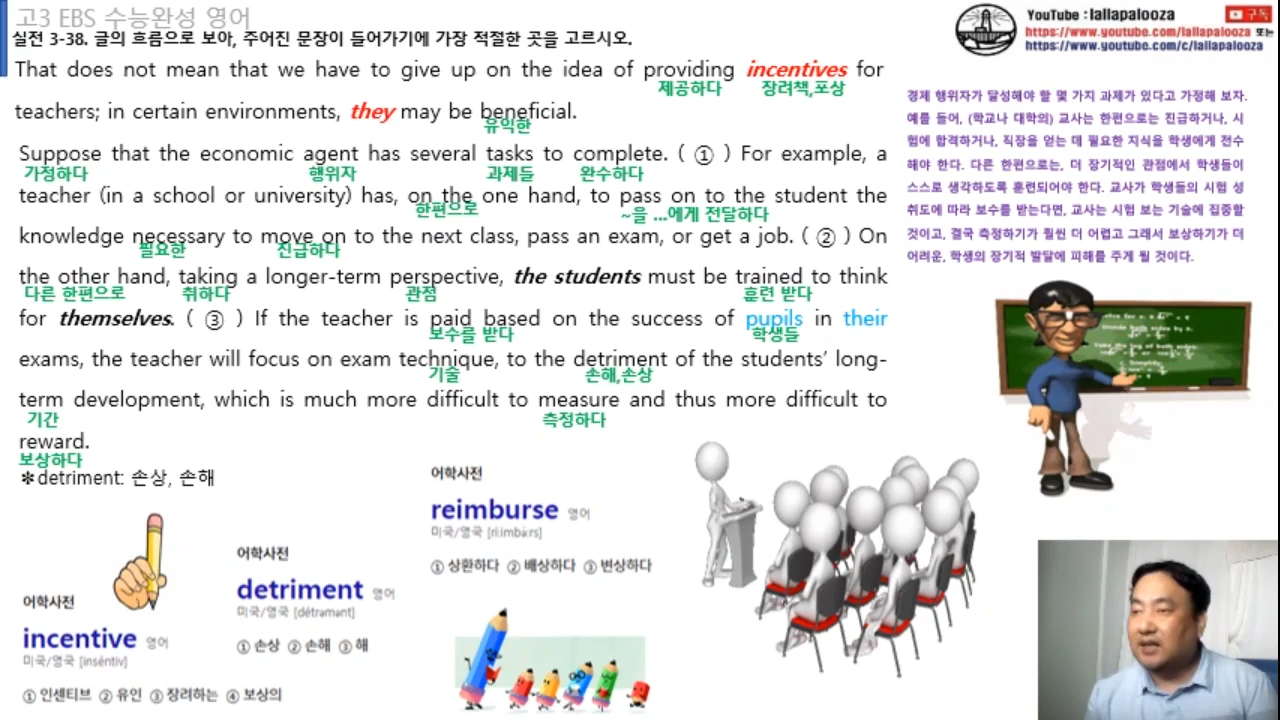 고3 EBS 수능완성 영어
실전 3-38. 글의 흐름으로 보아, 주어진 문장이 들어가기에 가장 적절한 곳을 고르시오.
That does not mean that we have to give up on the idea of providing incentives for
제공하다 장려책,포상
teachers; in certain environments, they may be beneficial.
유익한
Suppose that the economic agent has several tasks to complete. ( ① ) For example, a
가정하다 행위자 과제들 완수하다
teacher (in a school or university) has, on the one hand, to pass on to the student the
한편으로 ~을 ...에게 전달하다
knowledge necessary to move on to the next class, pass an exam, or get a job. ( ② ) On
필요한 진급하다
the other hand, taking a longer-term perspective, the students must be trained to think
다른 한편으로 취하다 관점 훈련 받다
for themselves. ( ③ ) If the teacher is paid based on the success of pupils in their
보수를 받다 학생들
exams, the teacher will focus on exam technique, to the detriment of the students' long-
기술 손해,손상
term development, which is much more difficult to measure and thus more difficult to
기간 측정하다
reward.
보상하다
*detriment: 손상, 손해
YouTube : lallapalooza 구독
https://www.youtube.com/lallapalooza 또는
https://www.youtube.com/c/lallapalooza
경제 행위자가 달성해야 할 몇 가지 과제가 있다고 가정해 보자.
예를 들어, (학교나 대학의) 교사는 한편으로는 진급하거나, 시
험에 합격하거나, 직장을 얻는 데 필요한 지식을 학생에게 전수
해야 한다. 다른 한편으로는, 더 장기적인 관점에서 학생들이
스스로 생각하도록 훈련되어야 한다. 교사가 학생들의 시험 성
취도에 따라 보수를 받는다면, 교사는 시험 보는 기술에 집중할
것이고, 결국 측정하기가 훨씬 더 어렵고 그래서 보상하기가 더
어려운, 학생의 장기적 발달에 피해를 주게 될 것이다.
어학사전
incentive 영어
미국/영국 [inséntiv]
① 인센티브 ② 유인 ③ 장려하는 ④ 보상의
어학사전
detriment 영어
미국/영국 [détrəmənt]
① 손상 ② 손해 ③ 해
어학사전
reimburse 영어
미국/영국 [rìːimbə́ːrs]
① 상환하다 ② 배상하다 ③ 변상하다